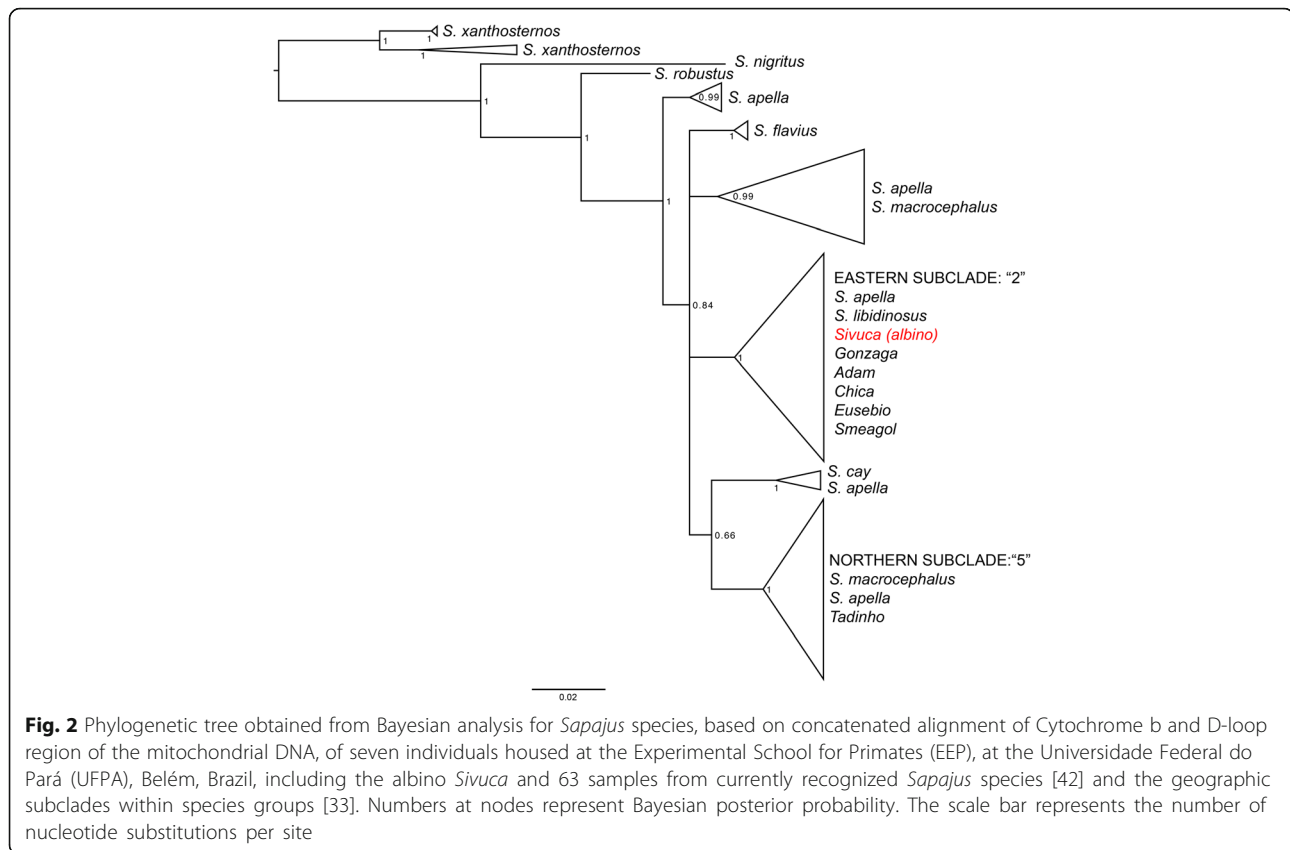 S. xanthosternos
1
1
S. xanthosternos
1
S. nigritus
S. robustus
1
0.99
S. apella
1
S. flavius
1
S. apella
0.99
S. macrocephalus
1
EASTERN SUBCLADE: "2"
S. apella
0.84
S. libidinosus
Sivuca (albino)
1
Gonzaga
Adam
Chica
Eusebio
Smeagol
S. cay
1
S. apella
0.66
NORTHERN SUBCLADE:"5"
S. macrocephalus
1
S. apella
Tadinho
0.02
Fig. 2 Phylogenetic tree obtained from Bayesian analysis for Sapajus species, based on concatenated alignment of Cytochrome b and D-loop
region of the mitochondrial DNA, of seven individuals housed at the Experimental School for Primates (EEP), at the Universidade Federal do
Pará (UFPA), Belém, Brazil, including the albino Sivuca and 63 samples from currently recognized Sapajus species [42] and the geographic
subclades within species groups [33]. Numbers at nodes represent Bayesian posterior probability. The scale bar represents the number of
nucleotide substitutions per site